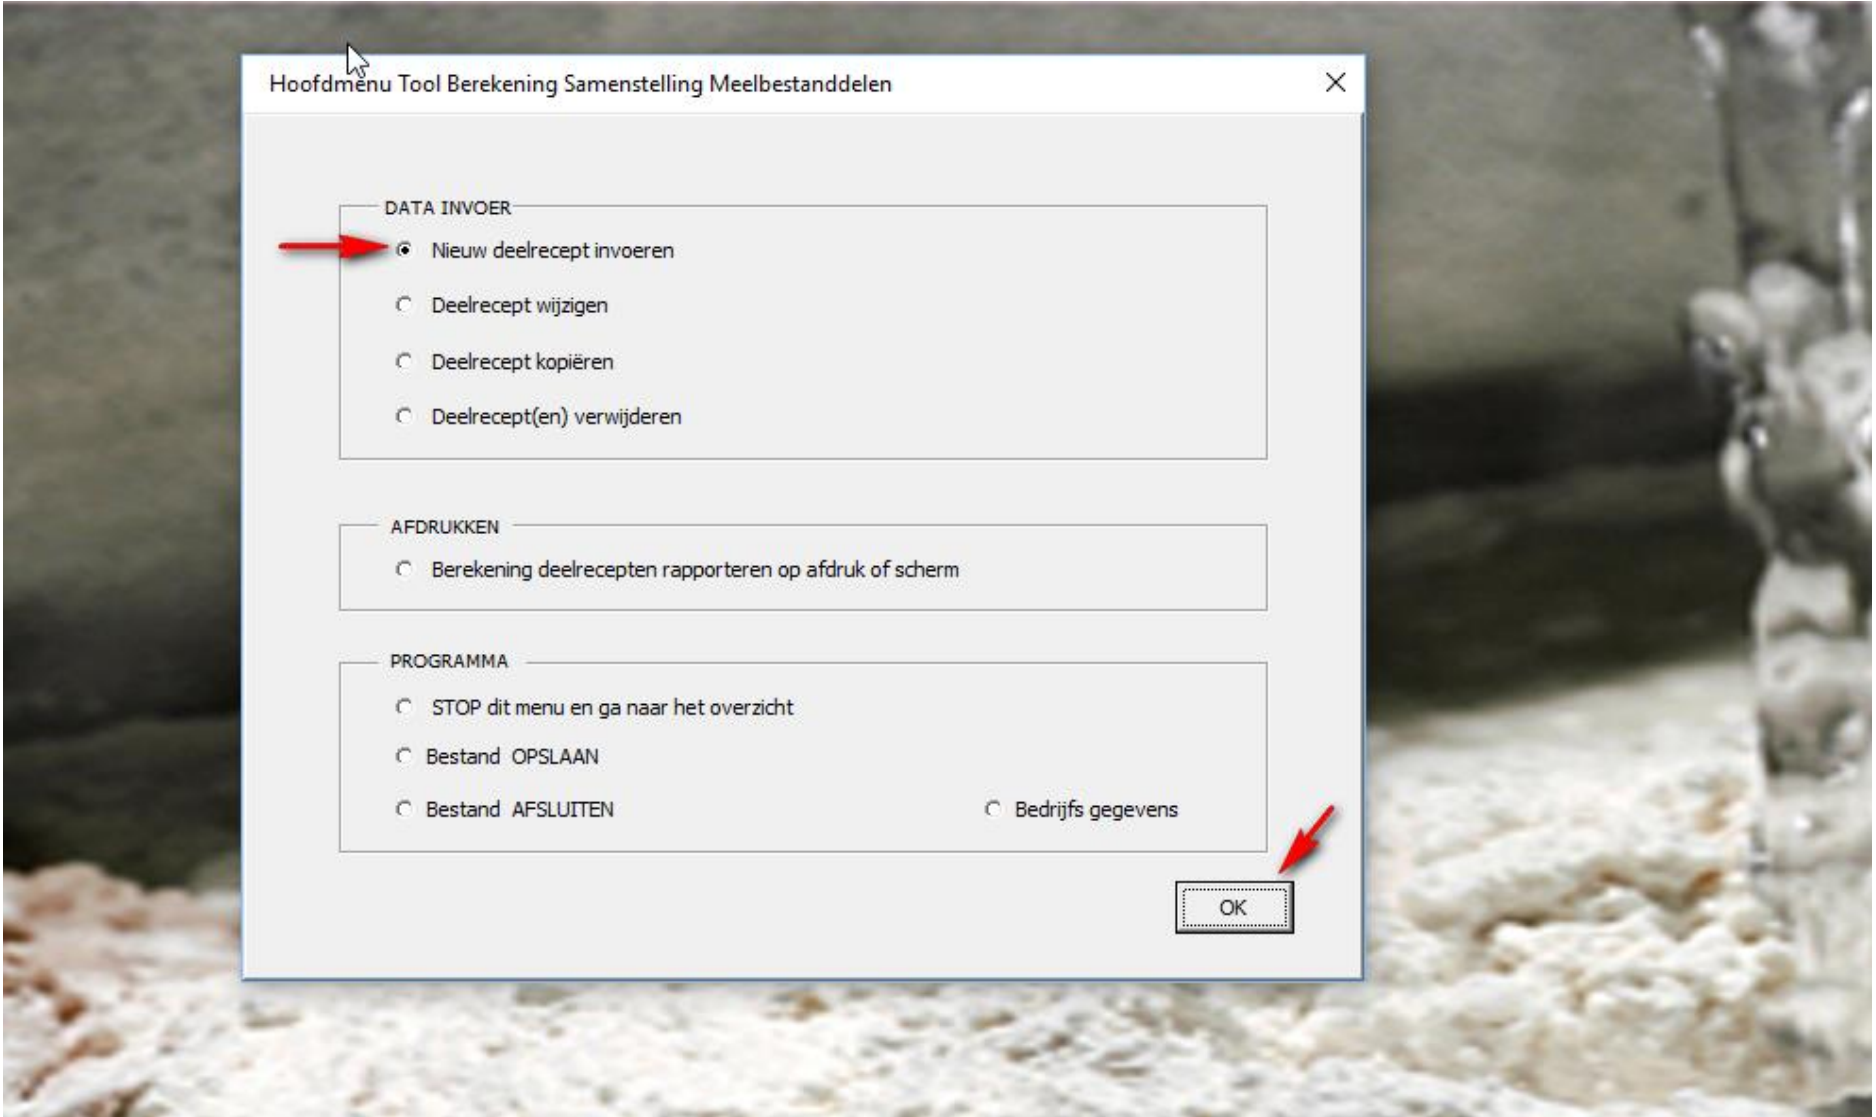 Hoofdmenu Tool Berekening Samenstelling Meelbestanddelen
DATA INVOER
Nieuw deelrecept invoeren
Deelrecept wijzigen
Deelrecept kopiëren
Deelrecept(en) verwijderen
AFDRUKKEN
Berekening deelrecepten rapporteren op afdruk of scherm
PROGRAMMA
STOP dit menu en ga naar het overzicht
Bestand OPSLAAN
Bestand AFSLUITEN
Bedrijfs gegevens
OK